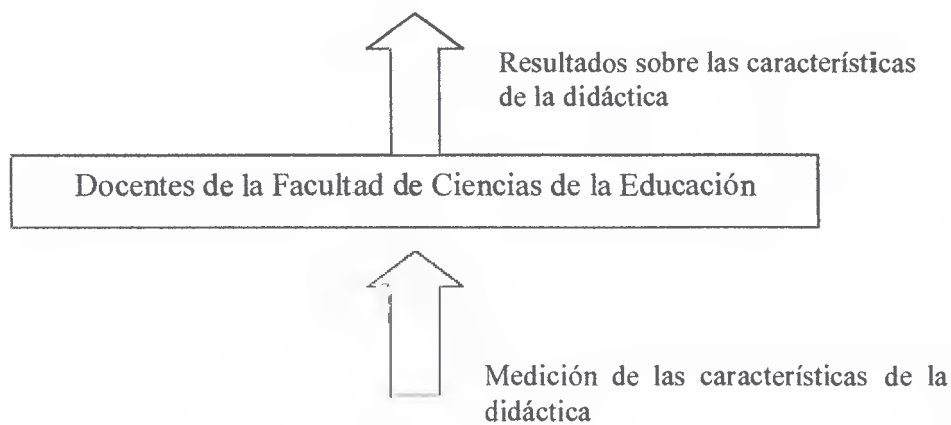 Resultados sobre las características
de la didáctica
Docentes de la Facultad de Ciencias de la Educación
Medición de las características de la
didáctica